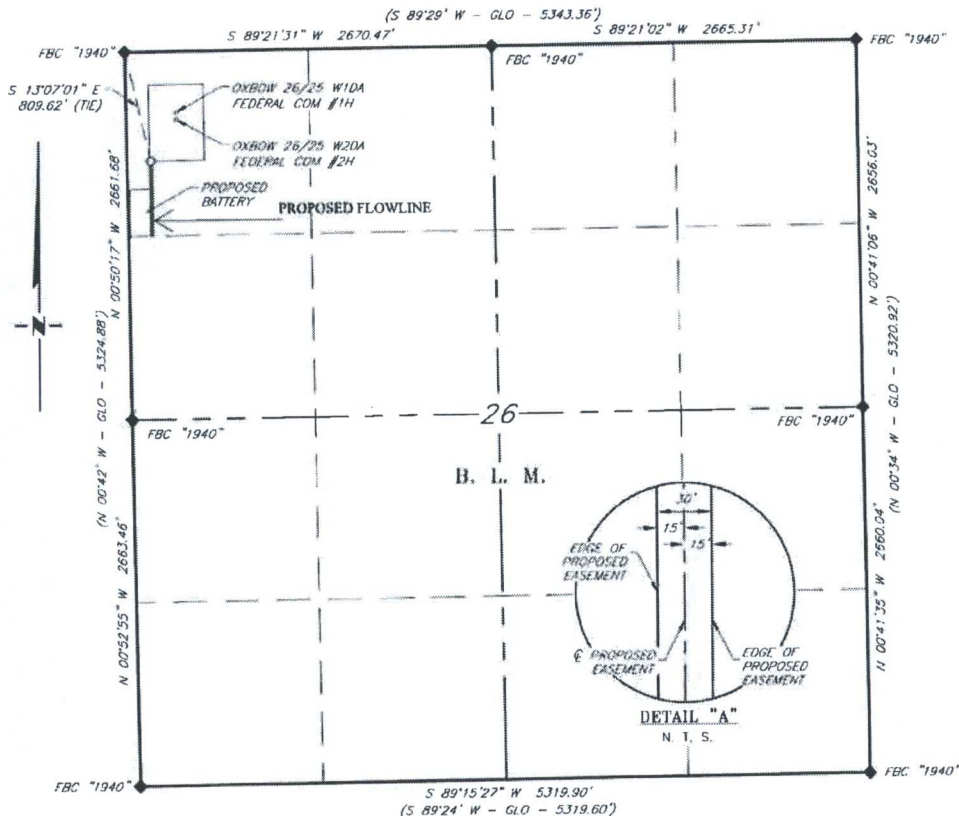 (S 89°29' W - GLO - 5343.36')
S 89°21'31" W 2670.47'
S 89°21'02" W 2665.31'
FBC "1940"
FBC "1940"
FBC "1940"
S 13°07'01" E
809.62' (TIE)
OXBOW 26/25 W1DA
FEDERAL COM #1H
OXBOW 26/25 W2DA
FEDERAL COM #2H
PROPOSED
BATTERY
PROPOSED FLOWLINE
N 00°50'17" W 2661.68'
(N 00°42' W - GLO - 5324.88')
N 00°52'55" W 2663.46'
N 00°41'06" W 2656.03'
(N 00°34' W - GLO - 5320.92')
N 00°41'35" W 2660.04'
N
26
FBC "1940"
FBC "1940"
B. L. M.
30'
15'
15'
EDGE OF
PROPOSED
EASEMENT
℄ PROPOSED
EASEMENT
EDGE OF
PROPOSED
EASEMENT
DETAIL "A"
N. T. S.
FBC "1940"
FBC "1940"
S 89°15'27" W 5319.90'
(S 89°24' W - GLO - 5319.60')